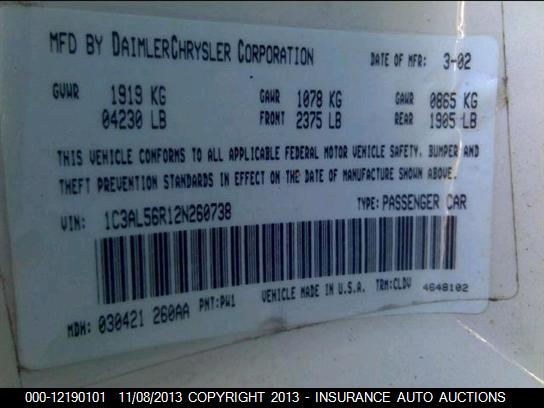 MFD BY DAIMLERCHRYSLER CORPORATION DATE OF MFR: 3-02
GVWR 1919 KG GAWR 1078 KG GAWR 0865 KG
04230 LB FRONT 2375 LB REAR 1905 LB
THIS VEHICLE CONFORMS TO ALL APPLICABLE FEDERAL MOTOR VEHICLE SAFETY, BUMPER AND
THEFT PREVENTION STANDARDS IN EFFECT ON THE DATE OF MANUFACTURE SHOWN ABOVE.
VIN: 1C3AL56R12N260738 TYPE: PASSENGER CAR
MDH: 030421 260AA PNT:PW1 VEHICLE MADE IN U.S.A. TRM:CLDV 4648102
000-12190101 11/08/2013 COPYRIGHT 2013 - INSURANCE AUTO AUCTIONS